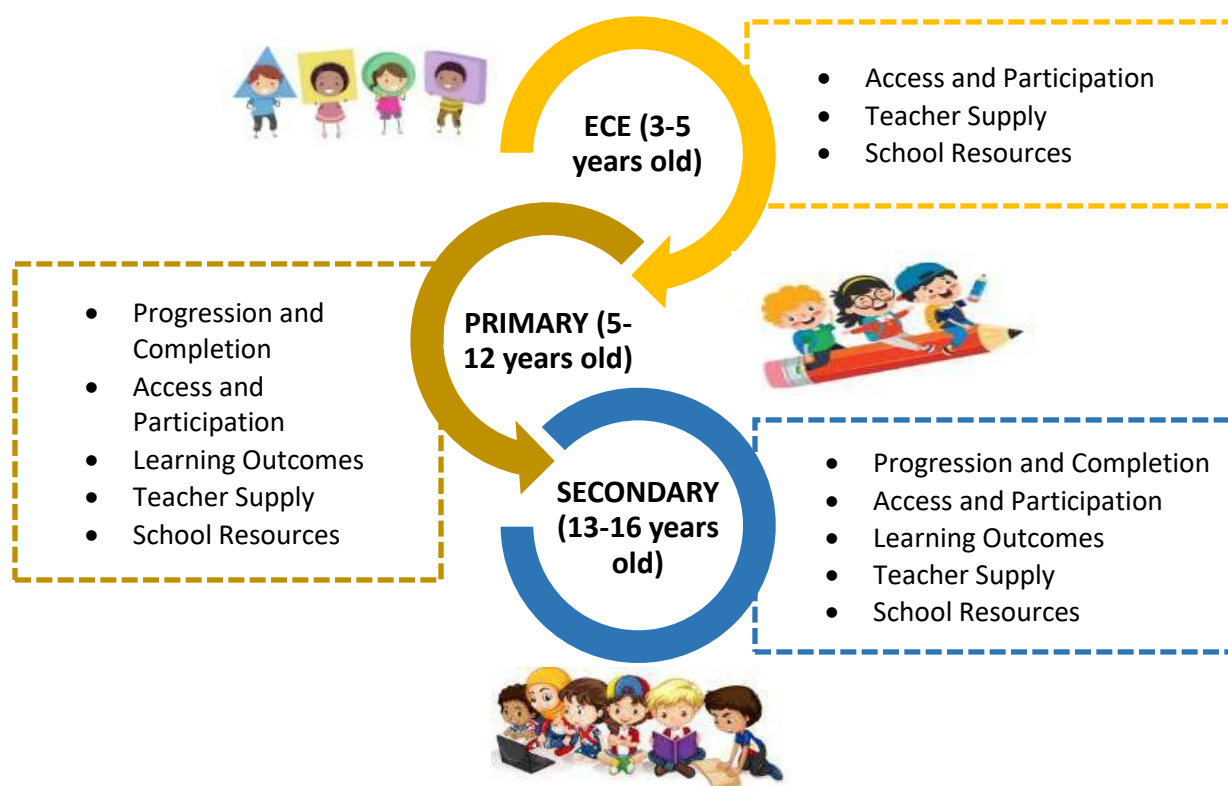 ECE (3-5
years old)
• Access and Participation
• Teacher Supply
• School Resources
PRIMARY (5-
12 years old)
• Progression and
Completion
• Access and
Participation
• Learning Outcomes
• Teacher Supply
• School Resources
SECONDARY
(13-16 years
old)
• Progression and Completion
• Access and Participation
• Learning Outcomes
• Teacher Supply
• School Resources